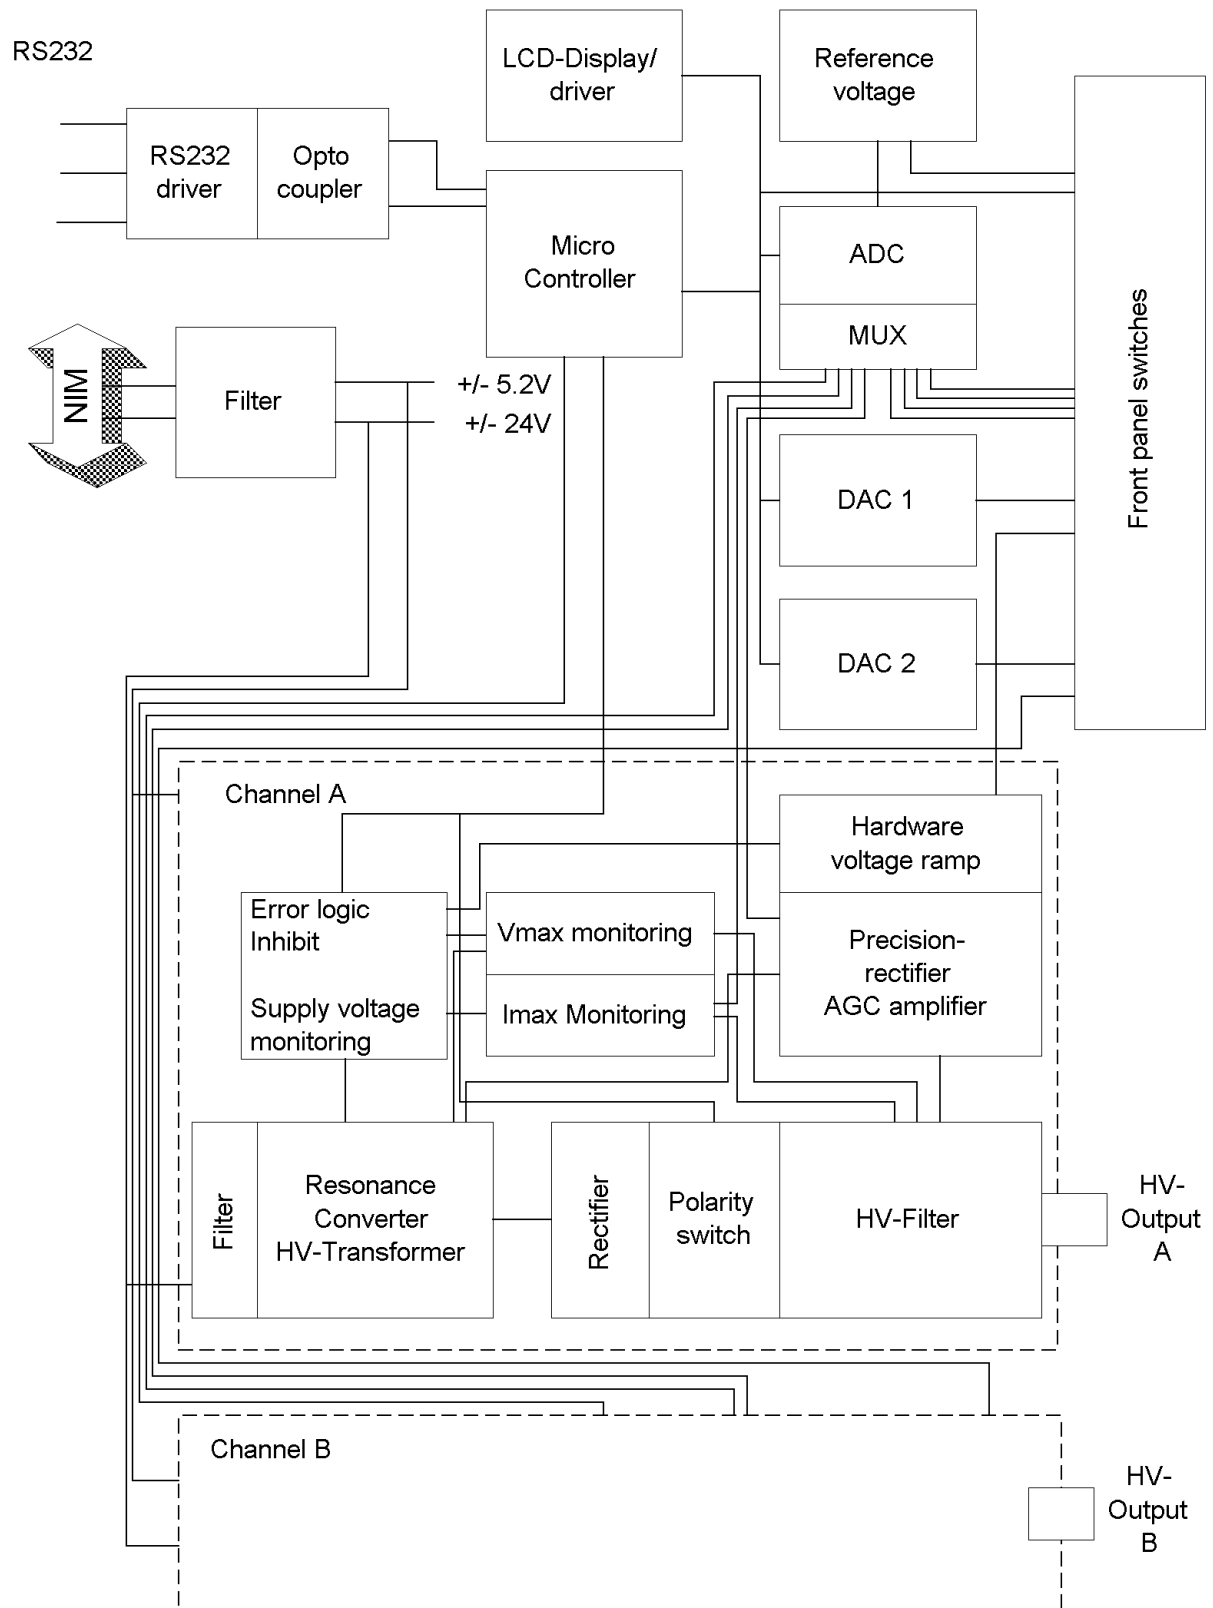 RS232
LCD-Display/
driver
Reference
voltage
RS232
driver
Opto
coupler
Micro
Controller
ADC
MUX
Front panel switches
NIM
Filter
+/- 5.2V
+/- 24V
DAC 1
DAC 2
Channel A
Hardware
voltage ramp
Error logic
Inhibit
Supply voltage
monitoring
Vmax monitoring
Imax Monitoring
Precision-
rectifier
AGC amplifier
Filter
Resonance
Converter
HV-Transformer
Rectifier
Polarity
switch
HV-Filter
HV-
Output
A
Channel B
HV-
Output
B